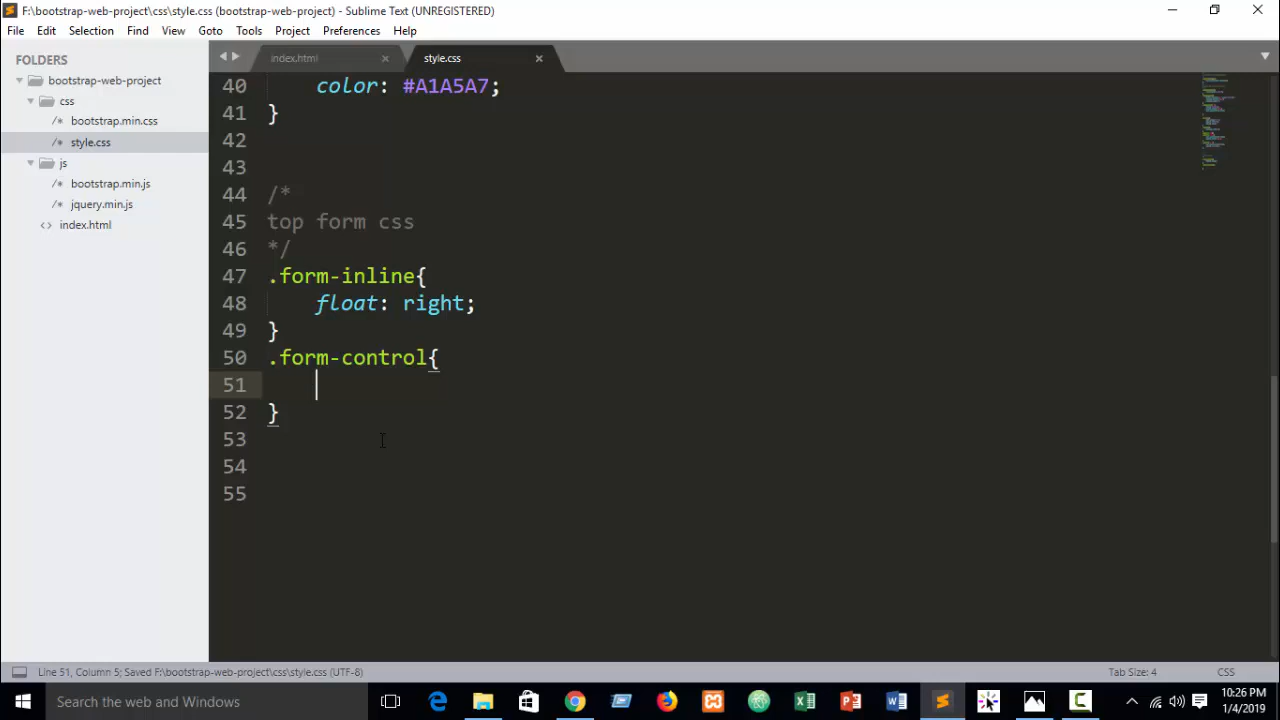 F:\bootstrap-web-project\css\style.css (bootstrap-web-project) - Sublime Text (UNREGISTERED)
File Edit Selection Find View Goto Tools Project Preferences Help
FOLDERS
bootstrap-web-project
css
/* bootstrap.min.css
/* style.css
js
/* bootstrap.min.js
/* jquery.min.js
<> index.html
index.html style.css
40 color: #A1A5A7;
41 }
42
43
44 /*
45 top form css
46 */
47 .form-inline{
48 float: right;
49 }
50 .form-control{
51
52 }
53
54
55
Line 51, Column 5; Saved F:\bootstrap-web-project\css\style.css (UTF-8) Tab Size: 4 CSS
Search the web and Windows
10:26 PM
1/4/2019